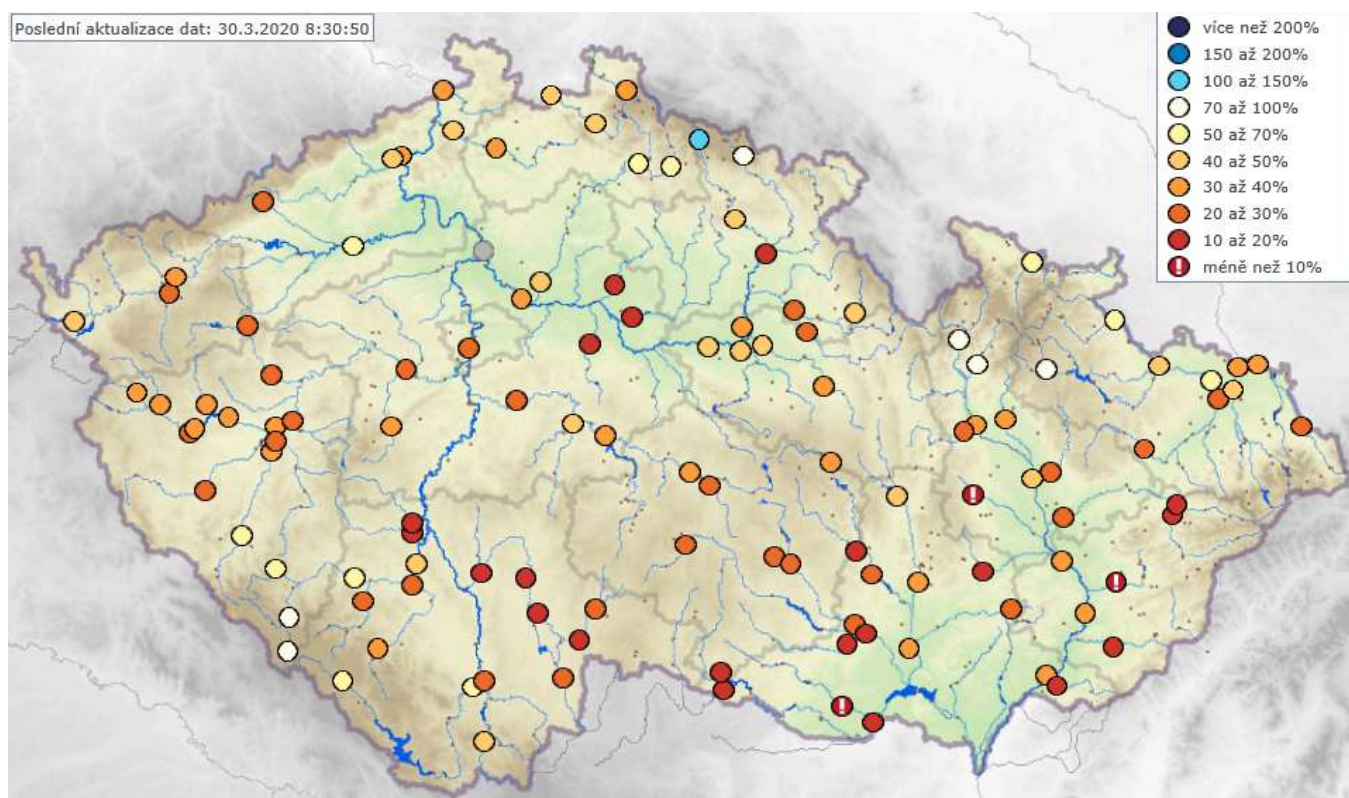 Poslední aktualizace dat: 30.3.2020 8:30:50
více než 200%
150 až 200%
100 až 150%
70 až 100%
50 až 70%
40 až 50%
30 až 40%
20 až 30%
10 až 20%
méně než 10%
!
!
!
!